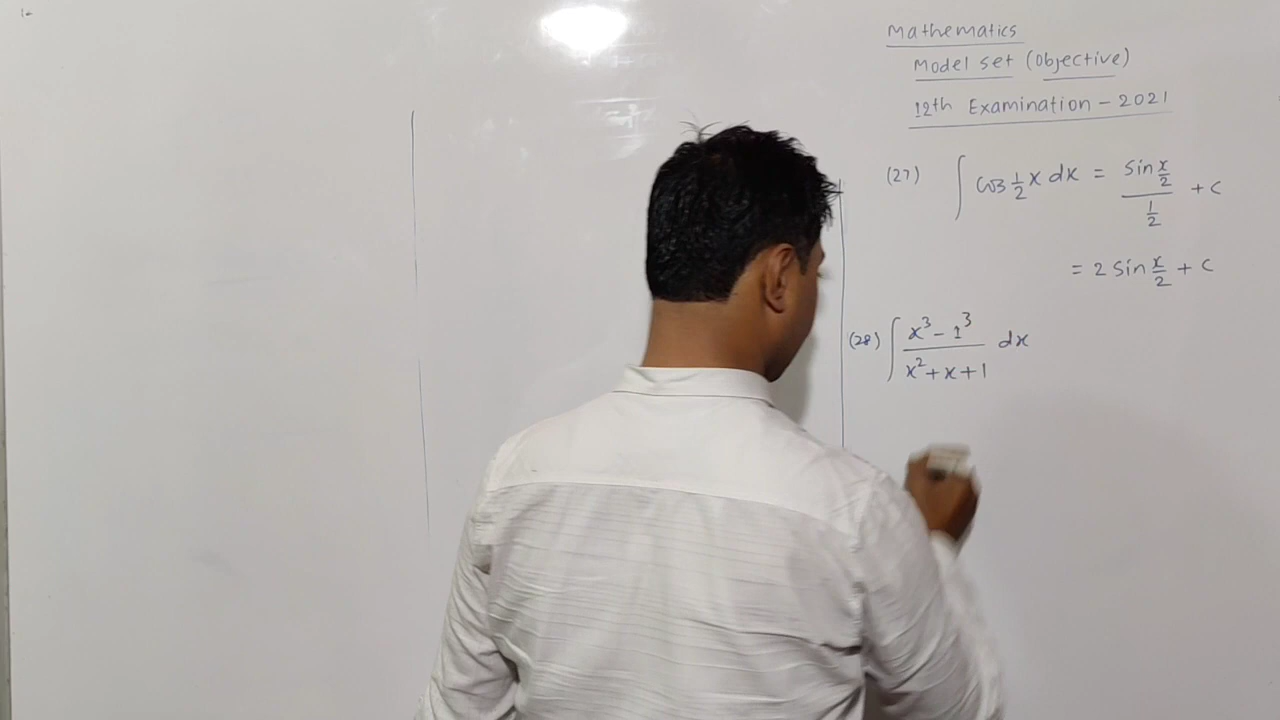 Mathematics
Model set (Objective)
12th Examination - 2021
(27) ∫ cos 1/2 x dx = sin x/2 / 1/2 + c
= 2 sin x/2 + c
(28) ∫ x³ - 1³ / x² + x + 1 dx